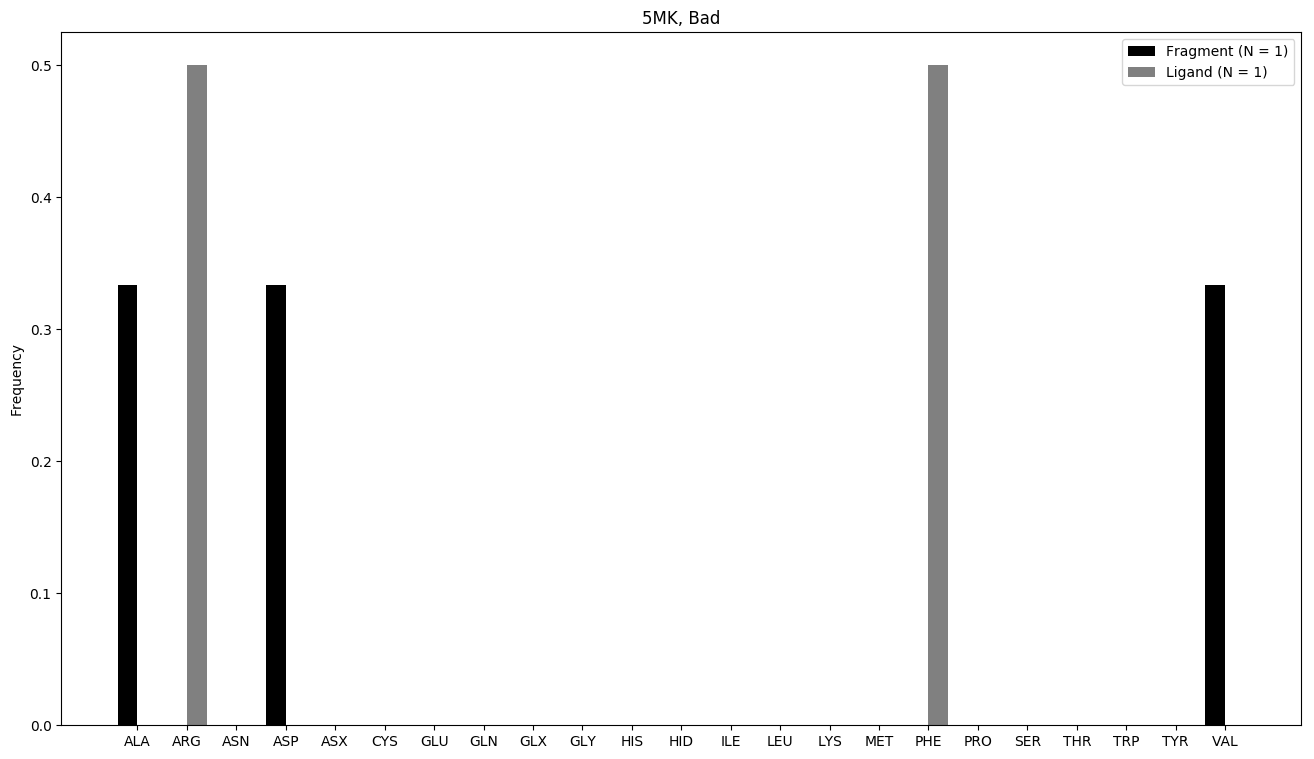 5MK, Bad
Fragment (N = 1)
Ligand (N = 1)
Frequency
0.5
0.4
0.3
0.2
0.1
0.0
ALA ARG ASN ASP ASX CYS GLU GLN GLX GLY HIS HID ILE LEU LYS MET PHE PRO SER THR TRP TYR VAL